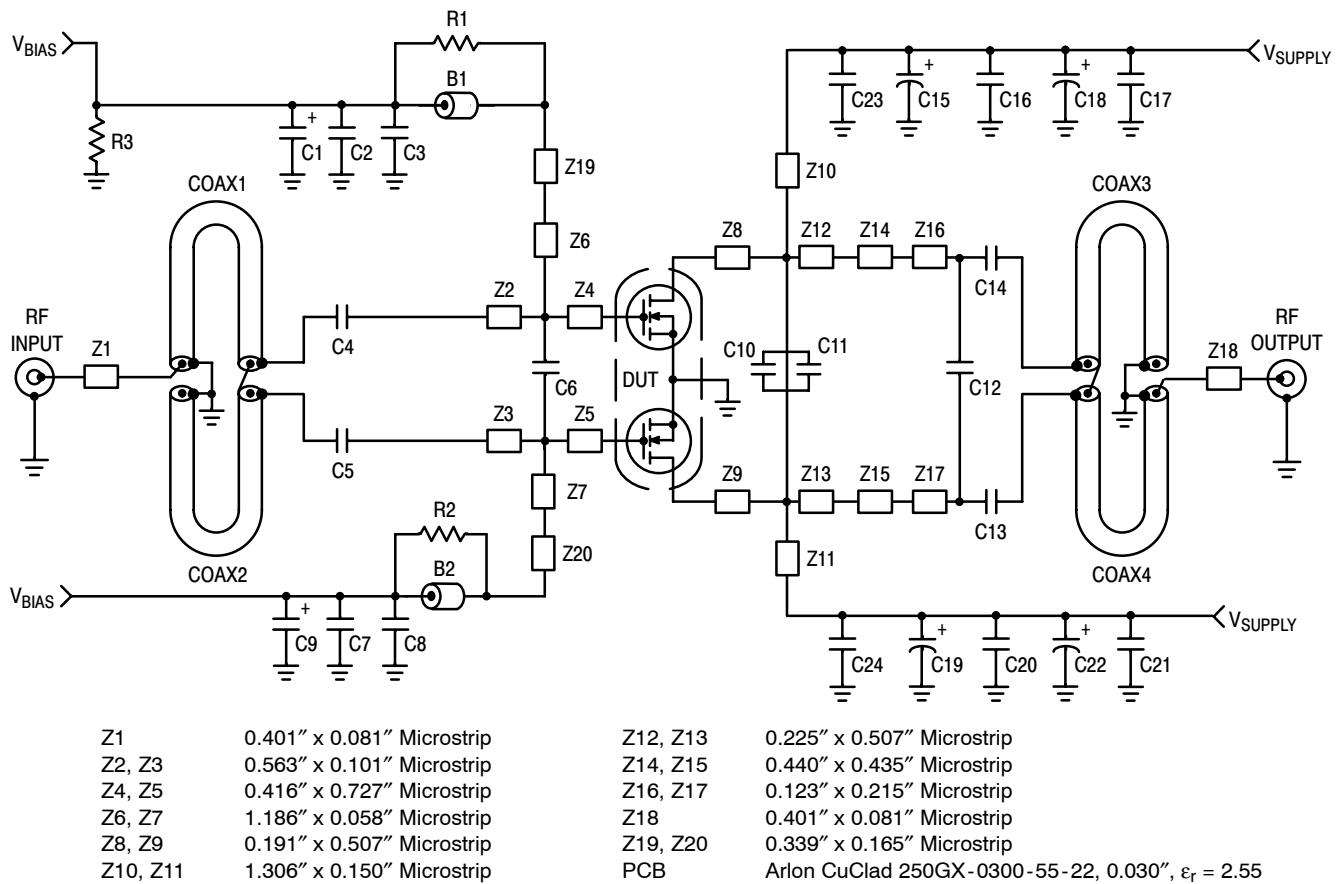 R1
V_BIAS
B1
V_SUPPLY
+
+
C23
C15
C16
C18
C17
R3
+
C1
C2
C3
Z19
Z10
COAX1
COAX3
Z6
Z8
Z12
Z14
Z16
C14
Z2
Z4
RF
INPUT
Z1
C4
C10
C11
RF
OUTPUT
Z18
C6
DUT
C12
Z3
Z5
C5
Z9
Z13
Z15
Z17
C13
Z7
R2
Z20
Z11
COAX2
COAX4
B2
V_BIAS
+
C9
C7
C8
V_SUPPLY
+
+
C24
C19
C20
C22
C21
Z1 0.401″ x 0.081″ Microstrip
Z2, Z3 0.563″ x 0.101″ Microstrip
Z4, Z5 0.416″ x 0.727″ Microstrip
Z6, Z7 1.186″ x 0.058″ Microstrip
Z8, Z9 0.191″ x 0.507″ Microstrip
Z10, Z11 1.306″ x 0.150″ Microstrip
Z12, Z13 0.225″ x 0.507″ Microstrip
Z14, Z15 0.440″ x 0.435″ Microstrip
Z16, Z17 0.123″ x 0.215″ Microstrip
Z18 0.401″ x 0.081″ Microstrip
Z19, Z20 0.339″ x 0.165″ Microstrip
PCB Arlon CuClad 250GX-0300-55-22, 0.030″, εr = 2.55